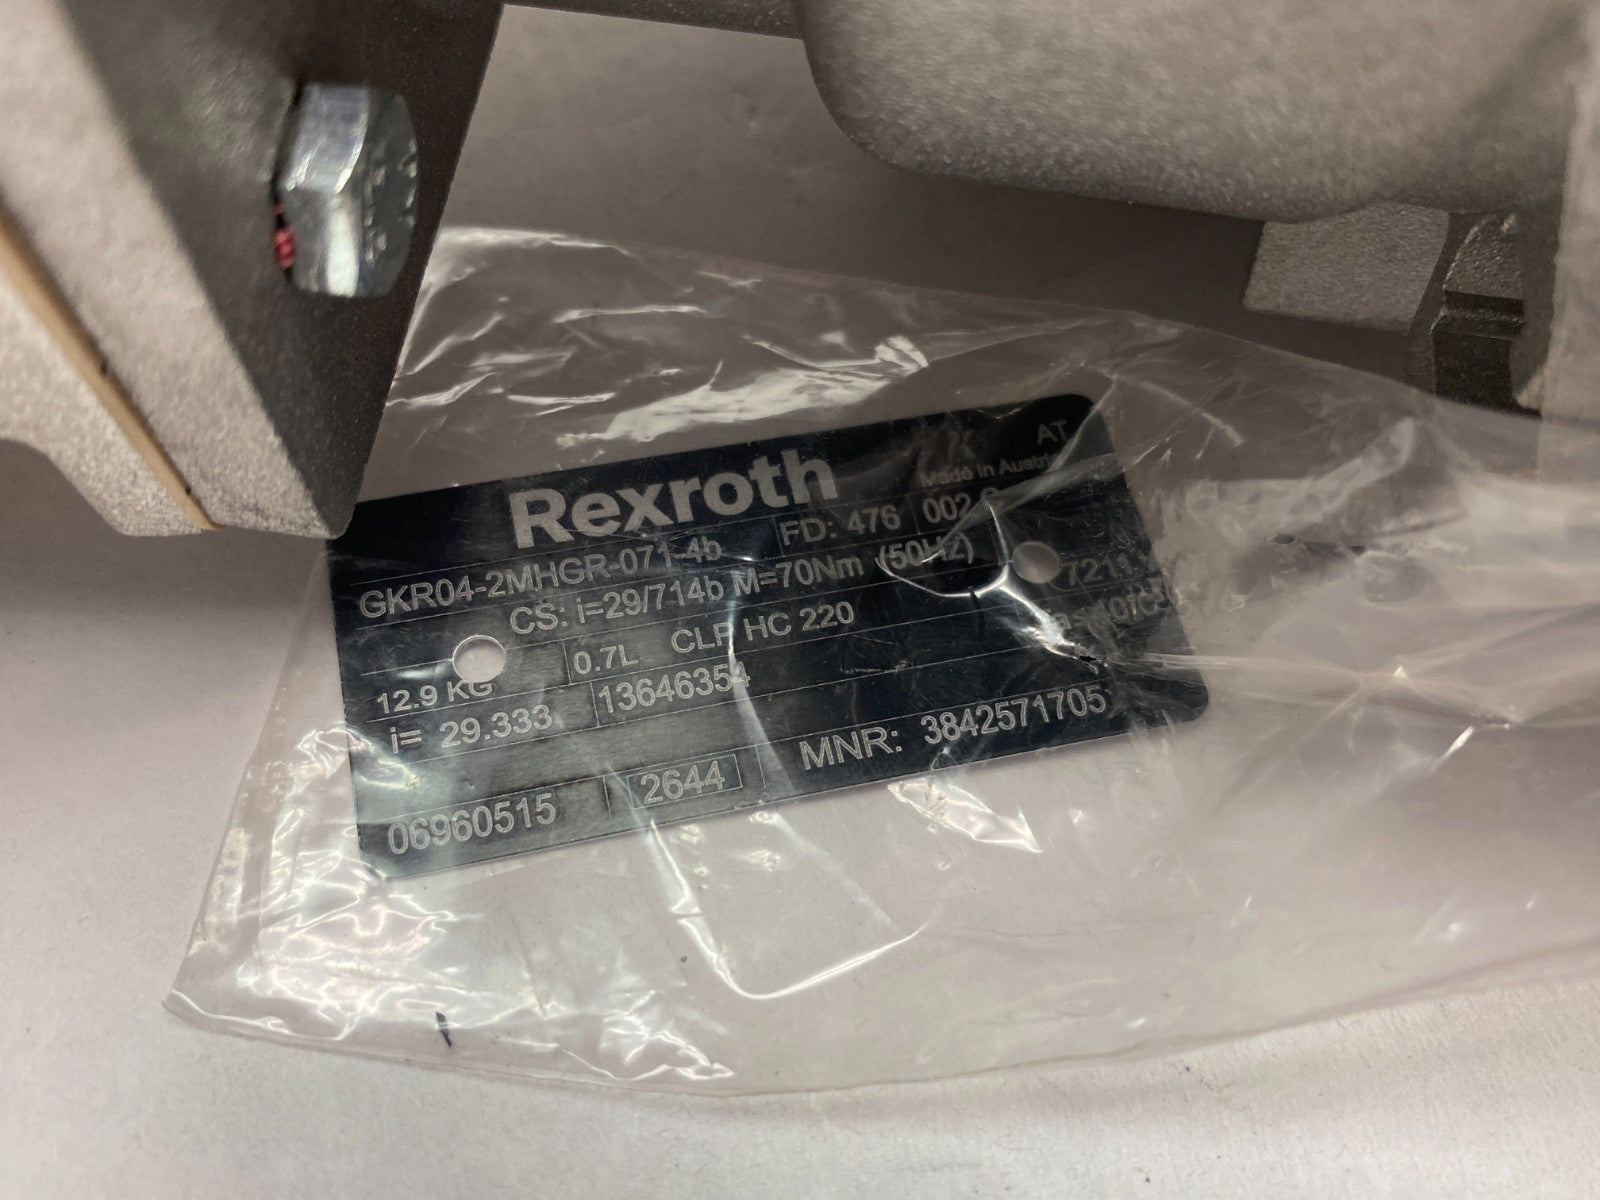 AT
Rexroth
Made in Austria
GKR04-2MHGR-071-4b FD: 476
CS: i=29/714b M=70Nm (50Hz)
12.9 KG 0.7L CLP HC 220
i= 29.333 13646354
06960515 2644 MNR: 3842571705